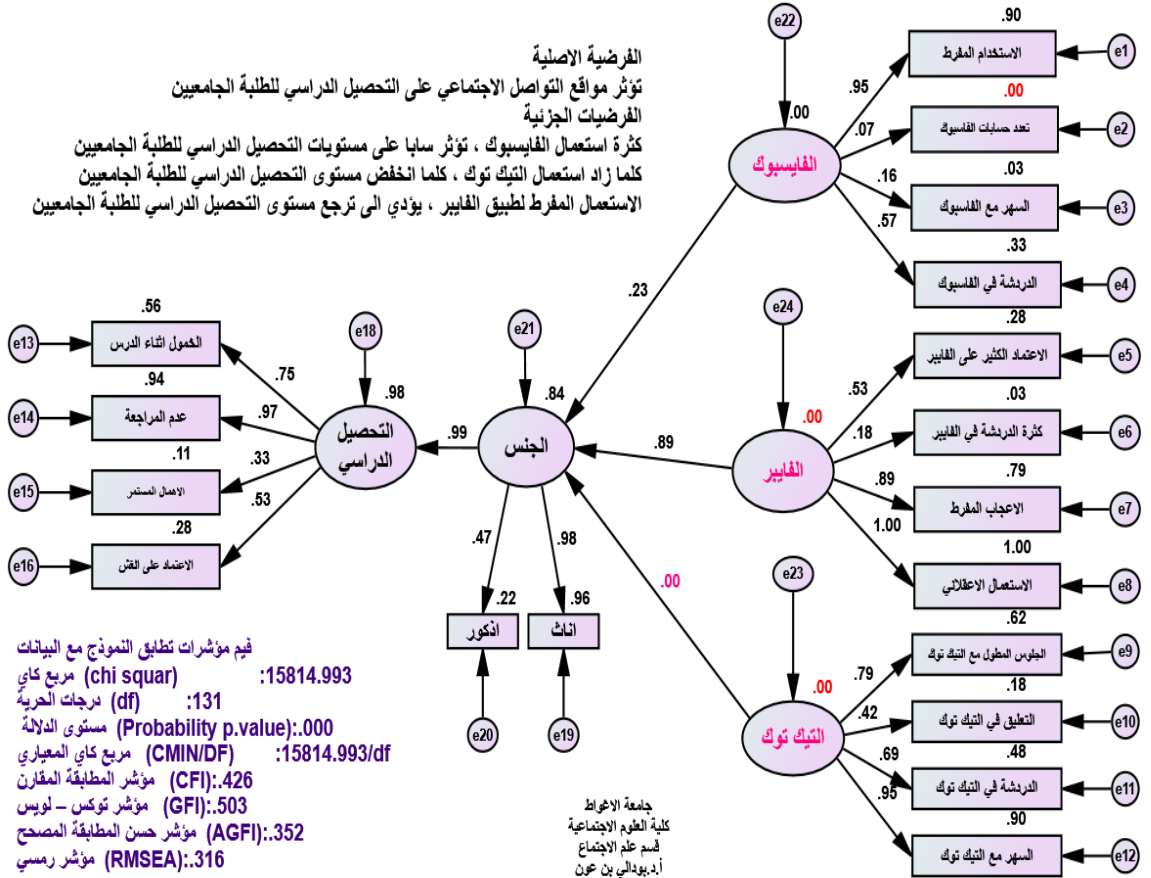 الفرضية الاصلية
تؤثر مواقع التواصل الاجتماعي على التحصيل الدراسي للطلبة الجامعيين
الفرضيات الجزئية
كثرة استعمال الفايسبوك ، تؤثر سابا على مستويات التحصيل الدراسي للطلبة الجامعيين
كلما زاد استعمال التيك توك ، كلما انخفض مستوى التحصيل الدراسي للطلبة الجامعيين
الاستعمال المفرط لطبيق الفايبر ، يؤدي الى ترجع مستوى التحصيل الدراسي للطلبة الجامعيين
e22
.00
الفايسبوك
.95
.07
.16
.57
.90
الاستخدام المفرط
e1
.00
تعدد حسابات الفاسبوك
e2
.03
السهر مع الفاسبوك
e3
.33
الدردشة في الفاسبوك
e4
.23
e24
.00
الفايبر
.53
.18
.89
1.00
.28
الاعتماد الكثير على الفايبر
e5
.03
كثرة الدردشة في الفايبر
e6
.79
الاعجاب المفرط
e7
1.00
الاستعمال الاعقلاني
e8
.89
e23
.00
التيك توك
.79
.42
.69
.95
.62
الجلوس المطول مع التيك توك
e9
.18
التعليق في التيك توك
e10
.48
الدردشة في التيك توك
e11
.90
السهر مع التيك توك
e12
.00
e21
.84
الجنس
.47
.98
.22
اذكور
e20
.96
اناث
e19
.99
e18
.98
التحصيل
الدراسي
.75
.97
.33
.53
.56
الخمول اثناء الدرس
e13
.94
عدم المراجعة
e14
.11
الاهمال المستمر
e15
.28
الاعتماد على الغش
e16
فيم مؤشرات تطابق النموذج مع البيانات
مربع كاي (chi squar) :15814.993
درجات الحرية (df) :131
مستوى الدلالة (Probability p.value):.000
مربع كاي المعياري (CMIN/DF) :15814.993/df
مؤشر المطابقة المقارن (CFI):.426
مؤشر توكس – لويس (GFI):.503
مؤشر حسن المطابقة المصحح (AGFI):.352
مؤشر رمسي (RMSEA):.316
جامعة الاغواط
كلية العلوم الاجتماعية
قسم علم الاجتماع
أ.د.بودالي بن عون